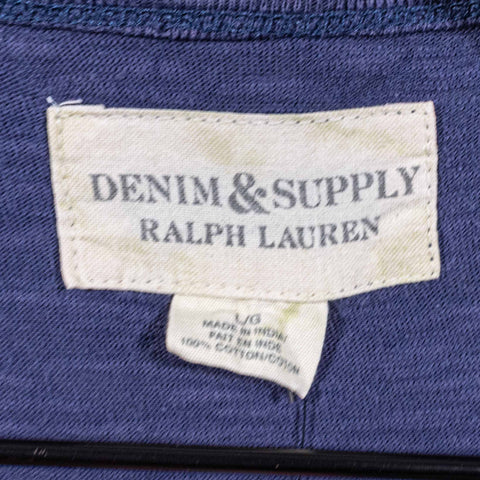 DENIM & SUPPLY
RALPH LAUREN
L/G
MADE IN INDIA/
FAIT EN INDE
100% COTTON/COTON